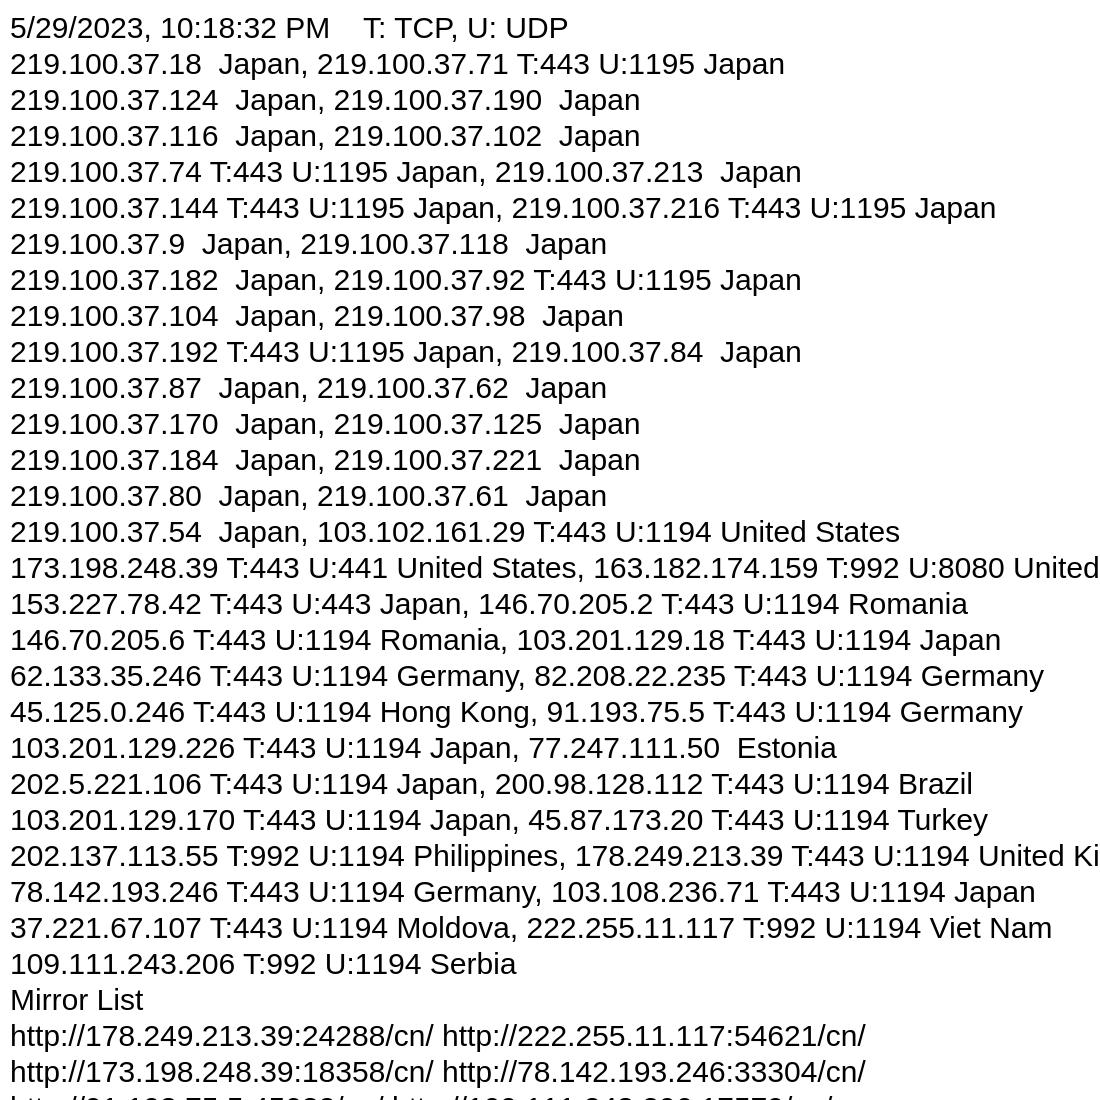 5/29/2023, 10:18:32 PM    T: TCP, U: UDP
219.100.37.18  Japan, 219.100.37.71 T:443 U:1195 Japan
219.100.37.124  Japan, 219.100.37.190  Japan
219.100.37.116  Japan, 219.100.37.102  Japan
219.100.37.74 T:443 U:1195 Japan, 219.100.37.213  Japan
219.100.37.144 T:443 U:1195 Japan, 219.100.37.216 T:443 U:1195 Japan
219.100.37.9  Japan, 219.100.37.118  Japan
219.100.37.182  Japan, 219.100.37.92 T:443 U:1195 Japan
219.100.37.104  Japan, 219.100.37.98  Japan
219.100.37.192 T:443 U:1195 Japan, 219.100.37.84  Japan
219.100.37.87  Japan, 219.100.37.62  Japan
219.100.37.170  Japan, 219.100.37.125  Japan
219.100.37.184  Japan, 219.100.37.221  Japan
219.100.37.80  Japan, 219.100.37.61  Japan
219.100.37.54  Japan, 103.102.161.29 T:443 U:1194 United States
173.198.248.39 T:443 U:441 United States, 163.182.174.159 T:992 U:8080 United
153.227.78.42 T:443 U:443 Japan, 146.70.205.2 T:443 U:1194 Romania
146.70.205.6 T:443 U:1194 Romania, 103.201.129.18 T:443 U:1194 Japan
62.133.35.246 T:443 U:1194 Germany, 82.208.22.235 T:443 U:1194 Germany
45.125.0.246 T:443 U:1194 Hong Kong, 91.193.75.5 T:443 U:1194 Germany
103.201.129.226 T:443 U:1194 Japan, 77.247.111.50  Estonia
202.5.221.106 T:443 U:1194 Japan, 200.98.128.112 T:443 U:1194 Brazil
103.201.129.170 T:443 U:1194 Japan, 45.87.173.20 T:443 U:1194 Turkey
202.137.113.55 T:992 U:1194 Philippines, 178.249.213.39 T:443 U:1194 United Ki
78.142.193.246 T:443 U:1194 Germany, 103.108.236.71 T:443 U:1194 Japan
37.221.67.107 T:443 U:1194 Moldova, 222.255.11.117 T:992 U:1194 Viet Nam
109.111.243.206 T:992 U:1194 Serbia
Mirror List
http://178.249.213.39:24288/cn/ http://222.255.11.117:54621/cn/
http://173.198.248.39:18358/cn/ http://78.142.193.246:33304/cn/